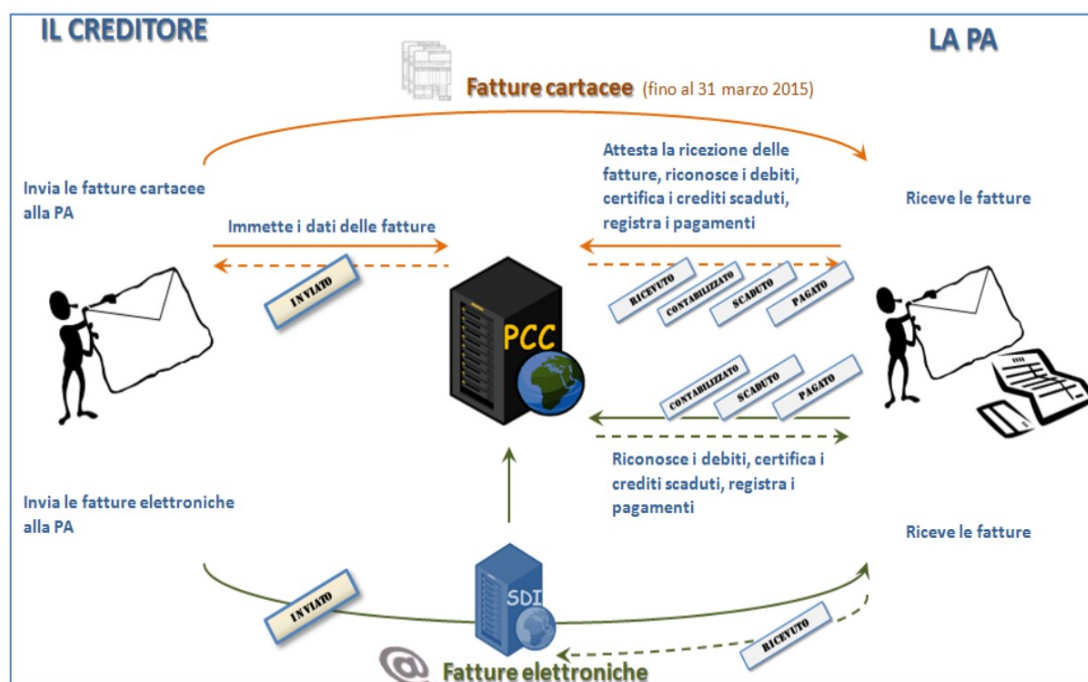 IL CREDITORE
LA PA
Fatture cartacee (fino al 31 marzo 2015)
Invia le fatture cartacee
alla PA
Immette i dati delle fatture
INVIATO
Attesta la ricezione delle
fatture, riconosce i debiti,
certifica i crediti scaduti,
registra i pagamenti
Riceve le fatture
RICEVUTO
CONTABILIZZATO
SCADUTO
PAGATO
PCC
CONTABILIZZATO
SCADUTO
PAGATO
Riconosce i debiti, certifica i
crediti scaduti, registra i
pagamenti
Invia le fatture elettroniche
alla PA
Riceve le fatture
INVIATO
SDI
RICEVUTO
@ Fatture elettroniche